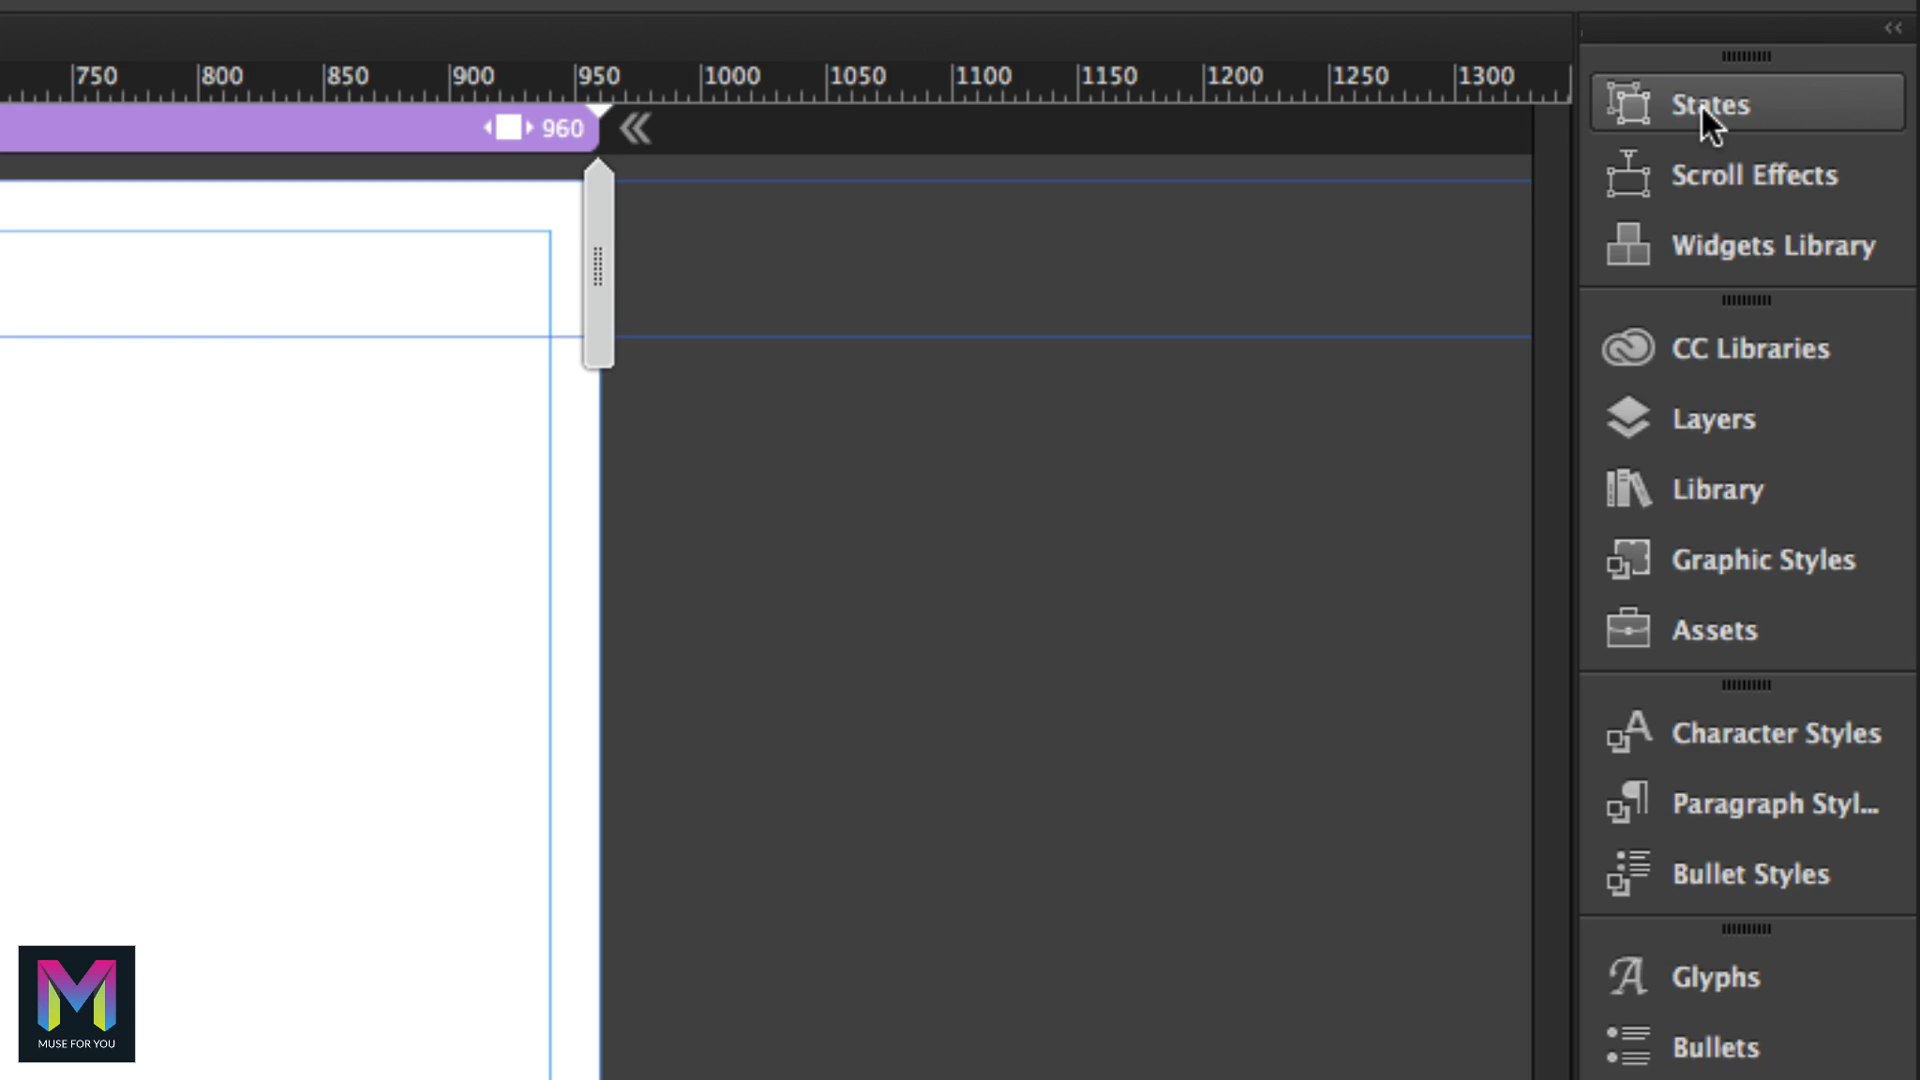 750 800 850 900 950 1000 1050 1100 1150 1200 1250 1300
960
States
Scroll Effects
Widgets Library
CC Libraries
Layers
Library
Graphic Styles
Assets
Character Styles
Paragraph Styl...
Bullet Styles
Glyphs
Bullets
MUSE FOR YOU